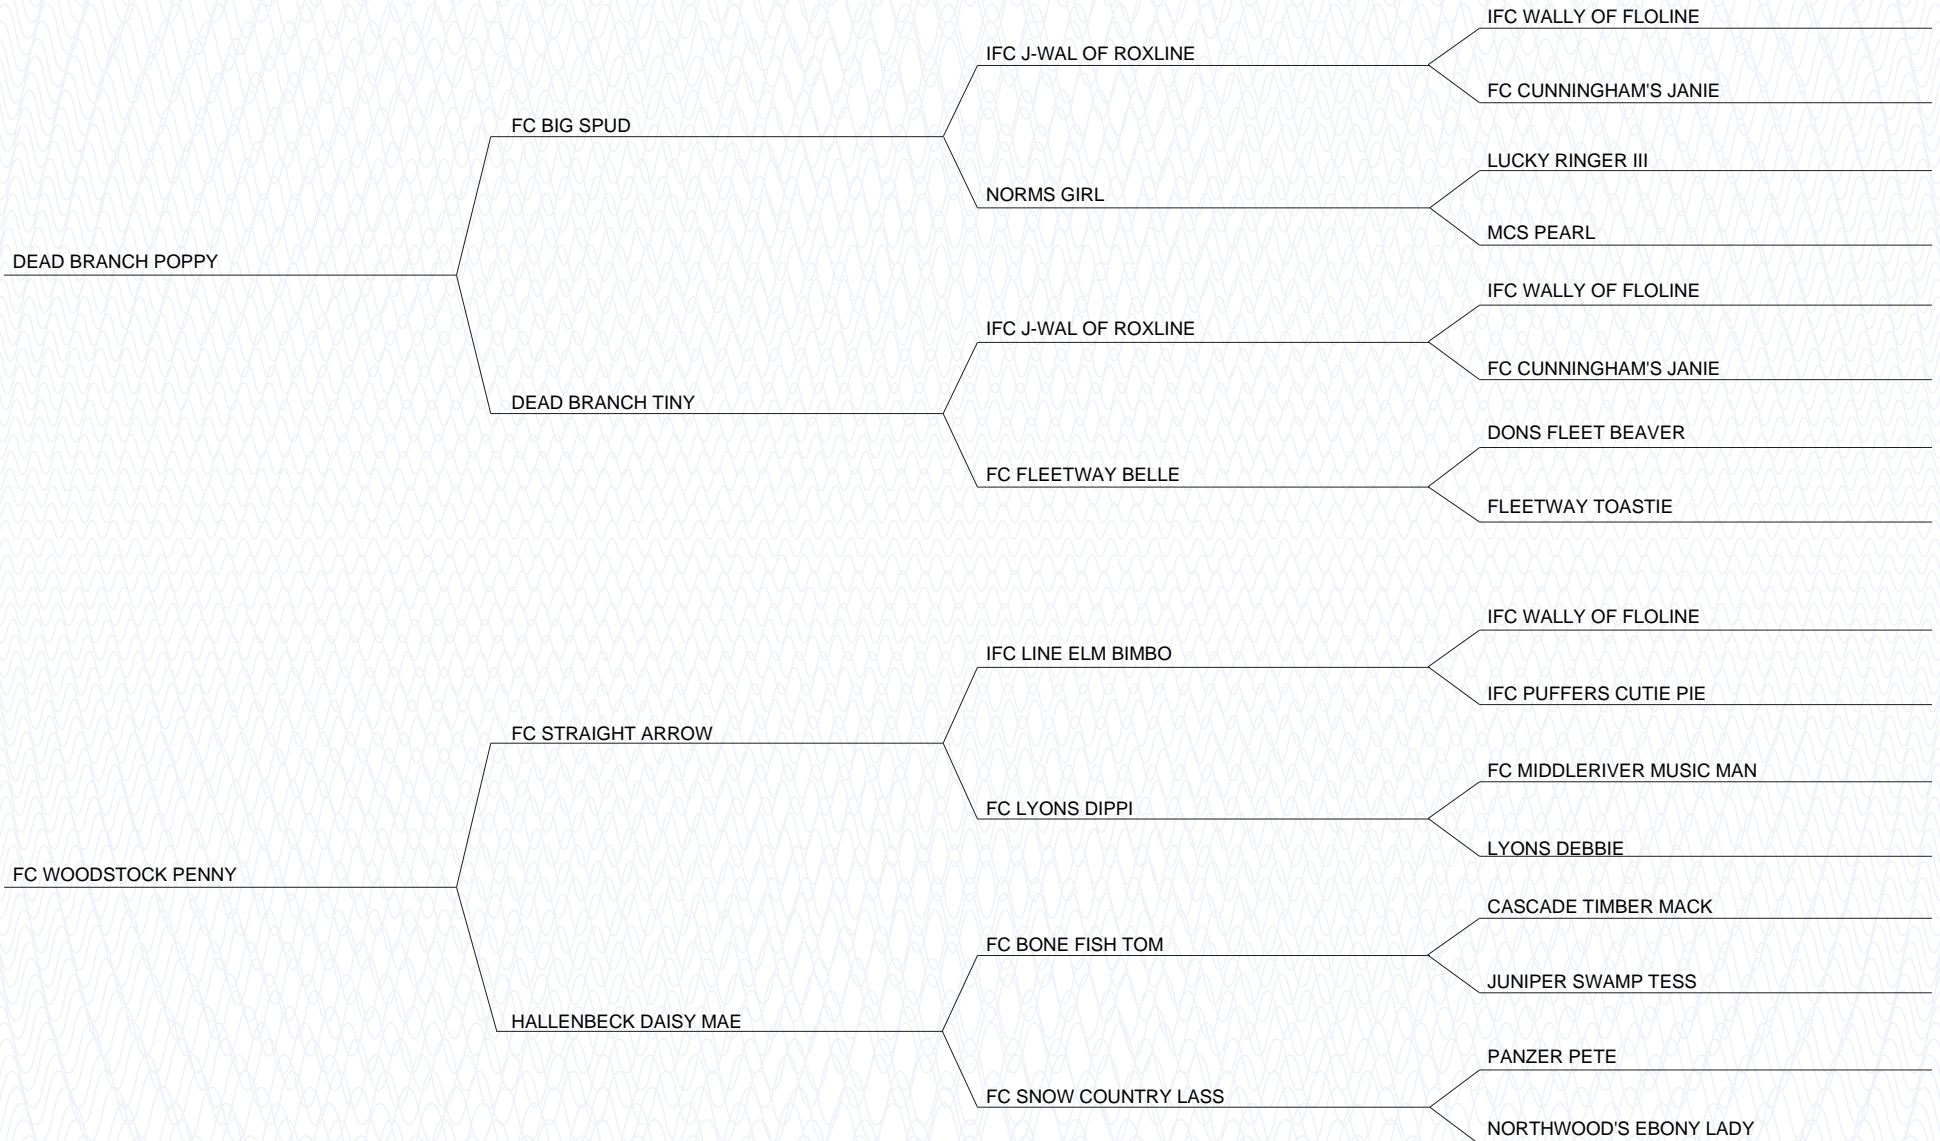 IFC WALLY OF FLOLINE
IFC J-WAL OF ROXLINE
FC CUNNINGHAM'S JANIE
FC BIG SPUD
LUCKY RINGER III
NORMS GIRL
MCS PEARL
DEAD BRANCH POPPY
IFC WALLY OF FLOLINE
IFC J-WAL OF ROXLINE
FC CUNNINGHAM'S JANIE
DEAD BRANCH TINY
DONS FLEET BEAVER
FC FLEETWAY BELLE
FLEETWAY TOASTIE
IFC WALLY OF FLOLINE
IFC LINE ELM BIMBO
IFC PUFFERS CUTIE PIE
FC STRAIGHT ARROW
FC MIDDLERIVER MUSIC MAN
FC LYONS DIPPI
LYONS DEBBIE
FC WOODSTOCK PENNY
CASCADE TIMBER MACK
FC BONE FISH TOM
JUNIPER SWAMP TESS
HALLENBECK DAISY MAE
PANZER PETE
FC SNOW COUNTRY LASS
NORTHWOOD'S EBONY LADY